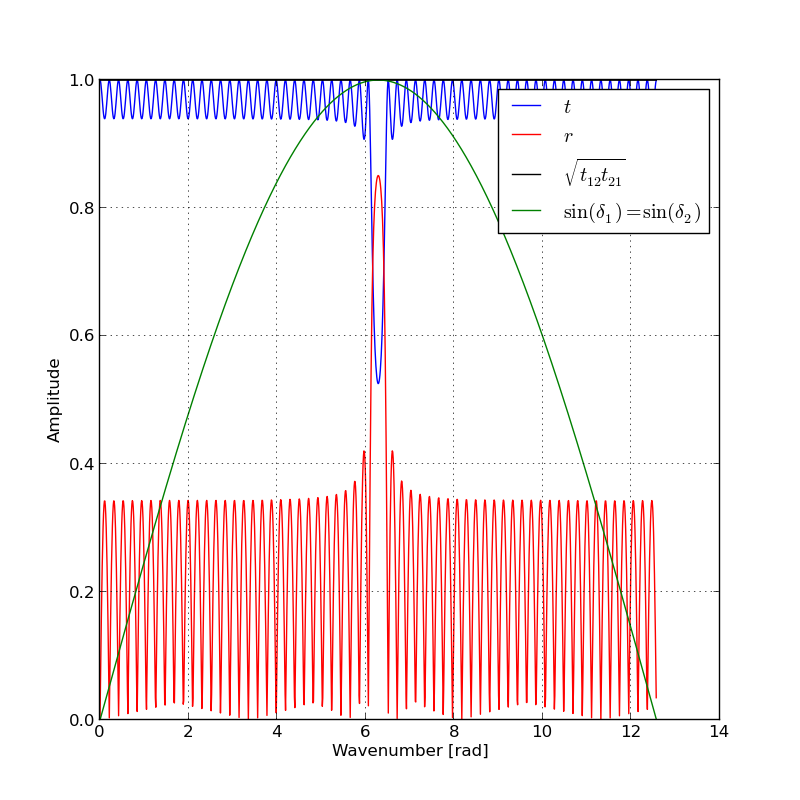 1.0
0.8
0.6
0.4
0.2
0.0
Amplitude
t
r
√t₁₂t₂₁
sin(δ₁)=sin(δ₂)
0 2 4 6 8 10 12 14
Wavenumber [rad]